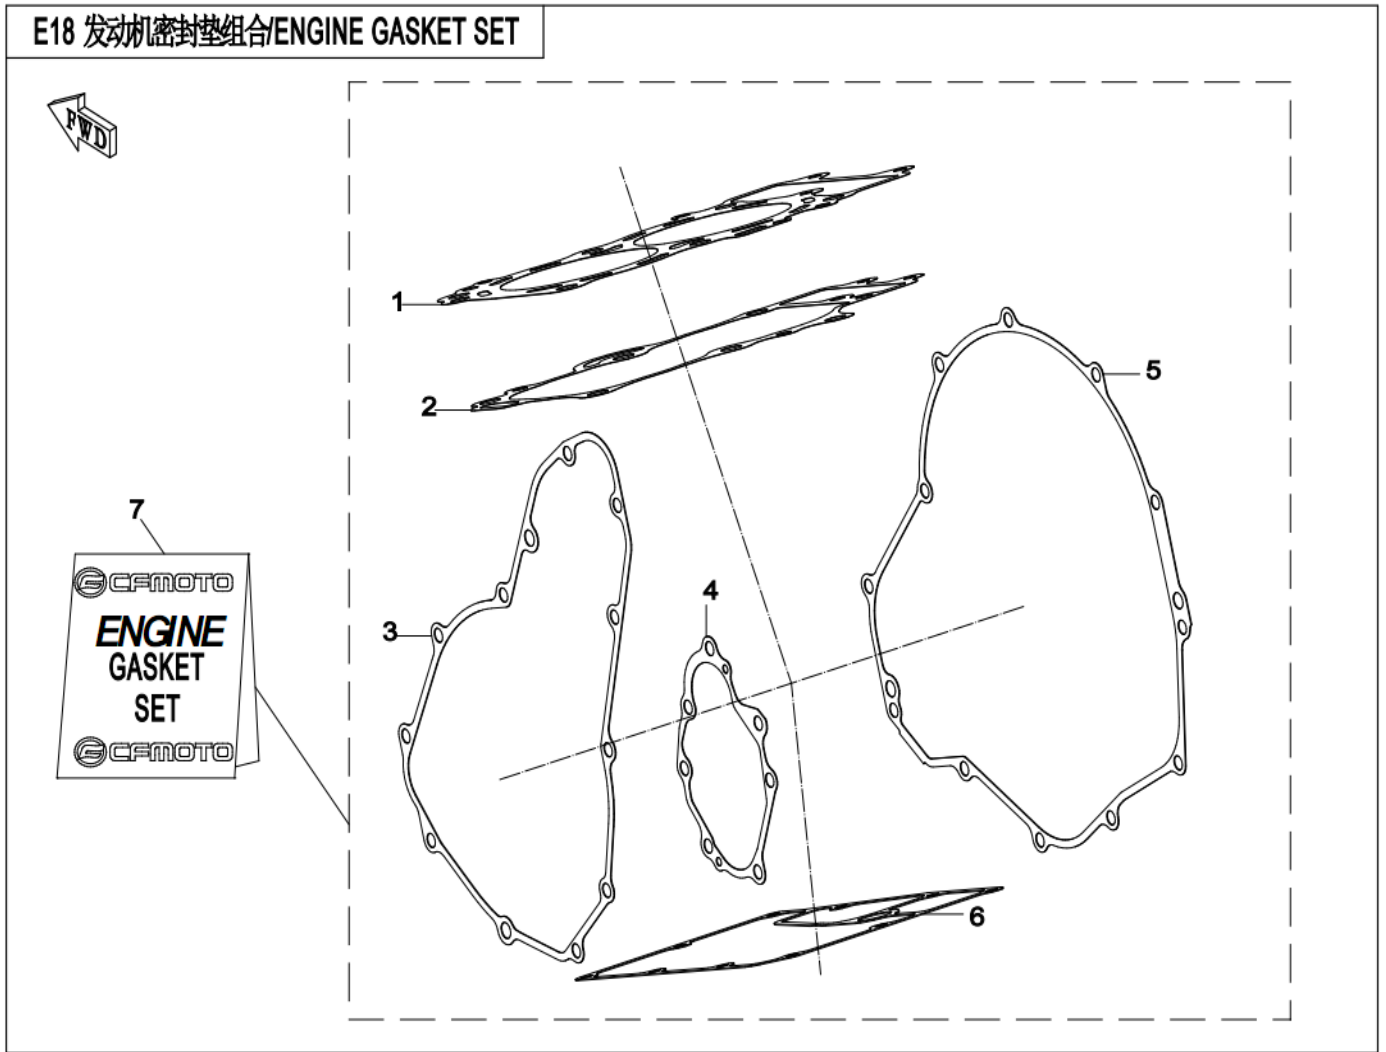 E18 发动机密封垫组合/ENGINE GASKET SET
FWD
1
2
5
7
CFMOTO
ENGINE
GASKET
SET
CFMOTO
3
4
6